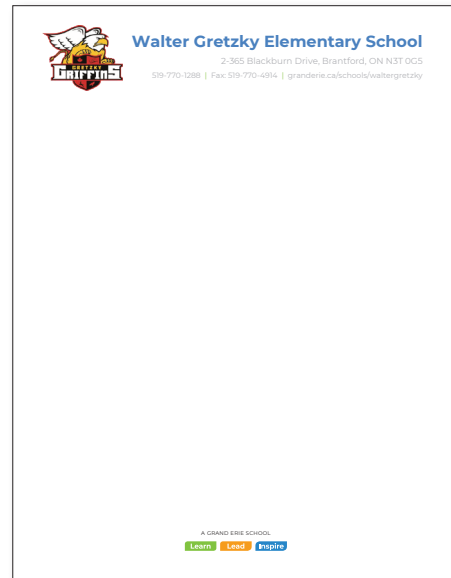 GRETZKY
GRIFFINS
Walter Gretzky Elementary School
2-365 Blackburn Drive, Brantford, ON N3T 0G5
519-770-1288 | Fax: 519-770-4914 | granderie.ca/schools/waltergretzky
A GRAND ERIE SCHOOL
Learn Lead Inspire